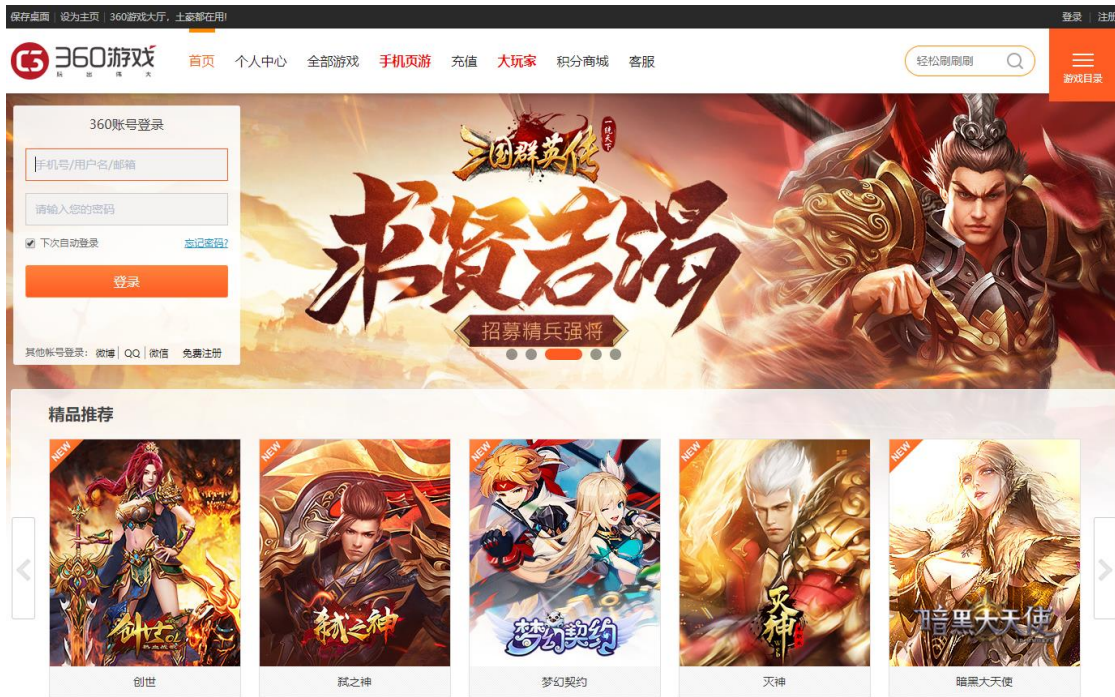 保存桌面 设为主页 360游戏大厅，土豪都在用! 登录 注册
360游戏 首页 个人中心 全部游戏 手机页游 充值 大玩家 积分商城 客服 轻松刷刷刷
玩出伟大
游戏目录
360账号登录
手机号/用户名/邮箱
请输入您的密码
下次自动登录 忘记密码?
登录
其他帐号登录： 微博 QQ 微信 免费注册
三国群英传
一统天下
求贤若渴
招募精兵强将
精品推荐
NEW NEW NEW NEW NEW
创世 弑之神 梦幻契约 灭神 暗黑大天使
创世 弑之神 梦幻契约 灭神 暗黑大天使